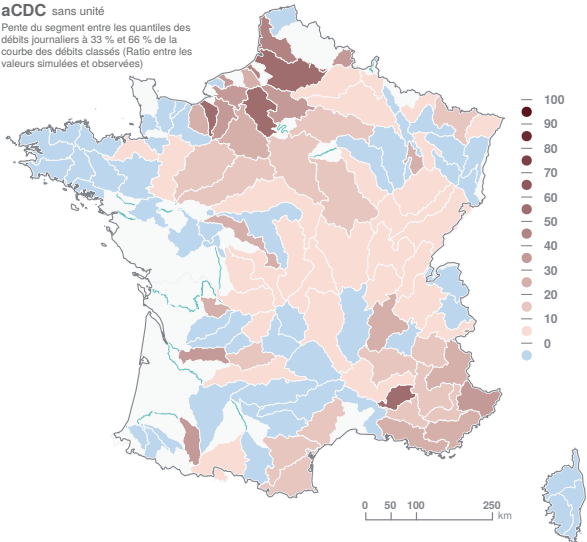 aCDC sans unité
Pente du segment entre les quantiles des
débits journaliers à 33 % et 66 % de la
courbe des débits classés (Ratio entre les
valeurs simulées et observées)
100
90
80
70
60
50
40
30
20
10
0
0 50 100 250
km